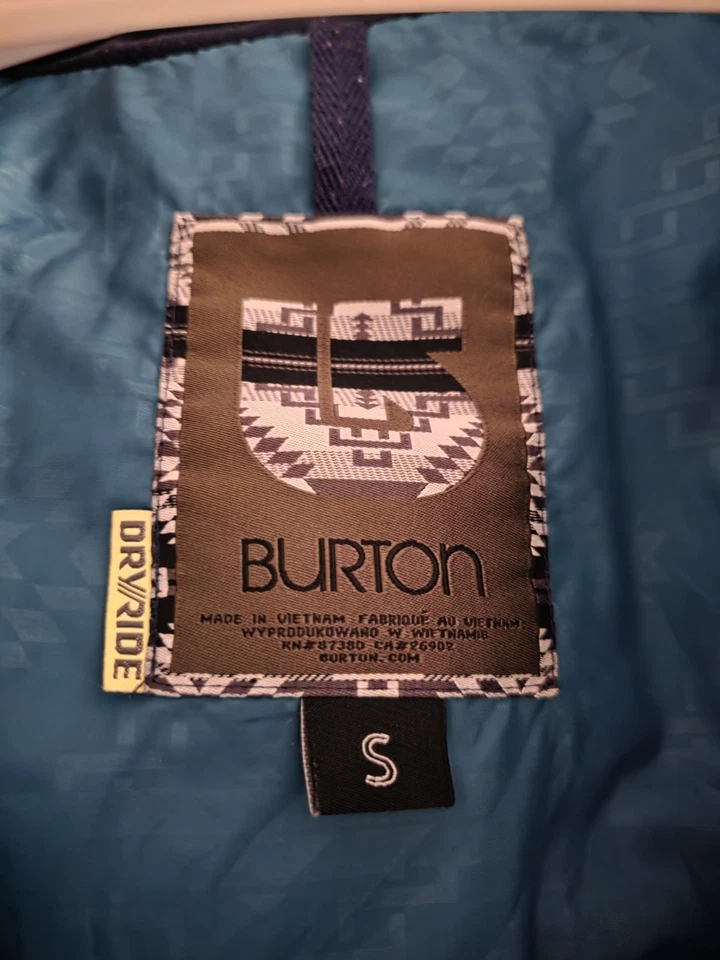 BURTON
MADE IN VIETNAM FABRIQUÉ AU VIETNAM
WYPRODUKOWANO W WIETNAMIE
RN#87380 CA#26902
BURTON.COM
DRY//RIDE
S